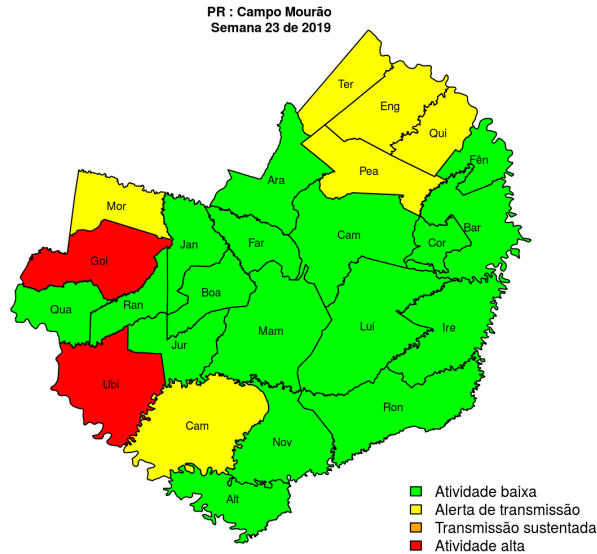 PR : Campo Mourão
Semana 23 de 2019
Ter
Eng
Qui
Fên
Pea
Ara
Mor
Cam
Bar
Jan
Far
Cor
Goi
Boa
Qua
Ran
Lui
Ire
Mam
Jur
Ubi
Ron
Cam
Nov
Alt
Atividade baixa
Alerta de transmissão
Transmissão sustentada
Atividade alta